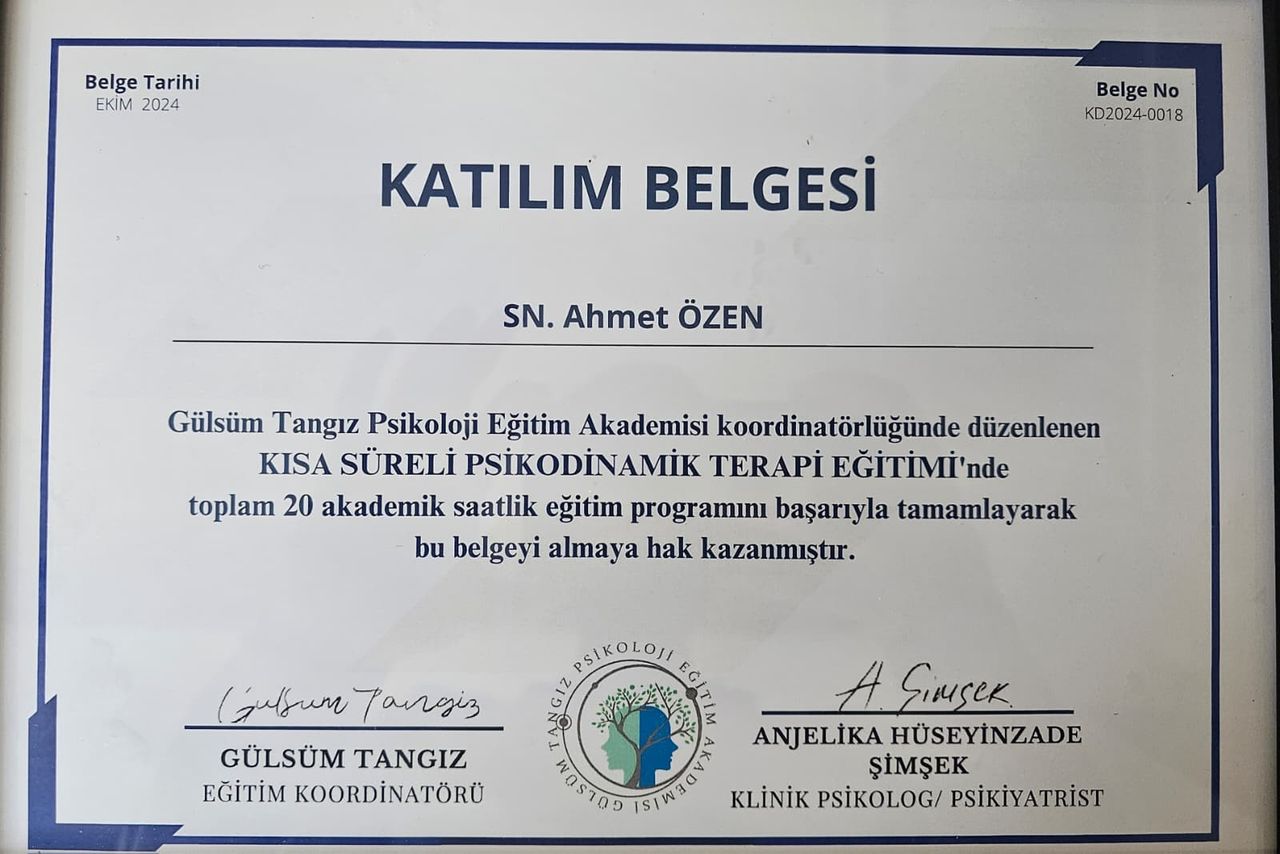 Belge Tarihi
EKİM 2024
Belge No
KD2024-0018
KATILIM BELGESİ
SN. Ahmet ÖZEN
Gülsüm Tangız Psikoloji Eğitim Akademisi koordinatörlüğünde düzenlenen
KISA SÜRELİ PSİKODİNAMİK TERAPİ EĞİTİMİ'nde
toplam 20 akademik saatlik eğitim programını başarıyla tamamlayarak
bu belgeyi almaya hak kazanmıştır.
Gülsum Tangız
GÜLSÜM TANGIZ
EĞİTİM KOORDİNATÖRÜ
GÜLSÜM TANGIZ PSİKOLOJİ EĞİTİM AKADEMİSİ
A. Şimşek
ANJELİKA HÜSEYİNZADE
ŞİMŞEK
KLİNİK PSİKOLOG/ PSİKİYATRİST